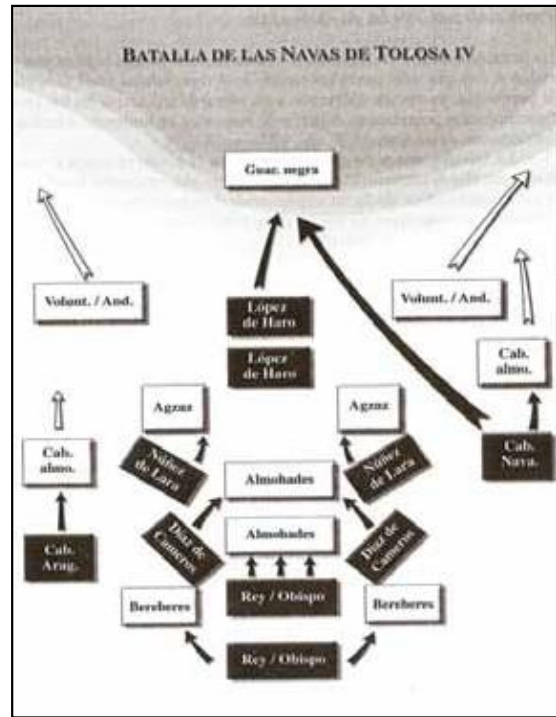 BATALLA DE LAS NAVAS DE TOLOSA IV
Guac. negra
Volunt. / And.
Volunt. / And.
López
de Haro
López
de Haro
Cab.
almo.
Agzaz
Agzaz
Cab.
almo.
Núñez
de Lara
Núñez
de Lara
Cab.
Nava.
Almohades
Cab.
Arag.
Díaz de
Cameros
Almohades
Díaz de
Cameros
Bereberes
Rey / Obispo
Bereberes
Rey / Obispo